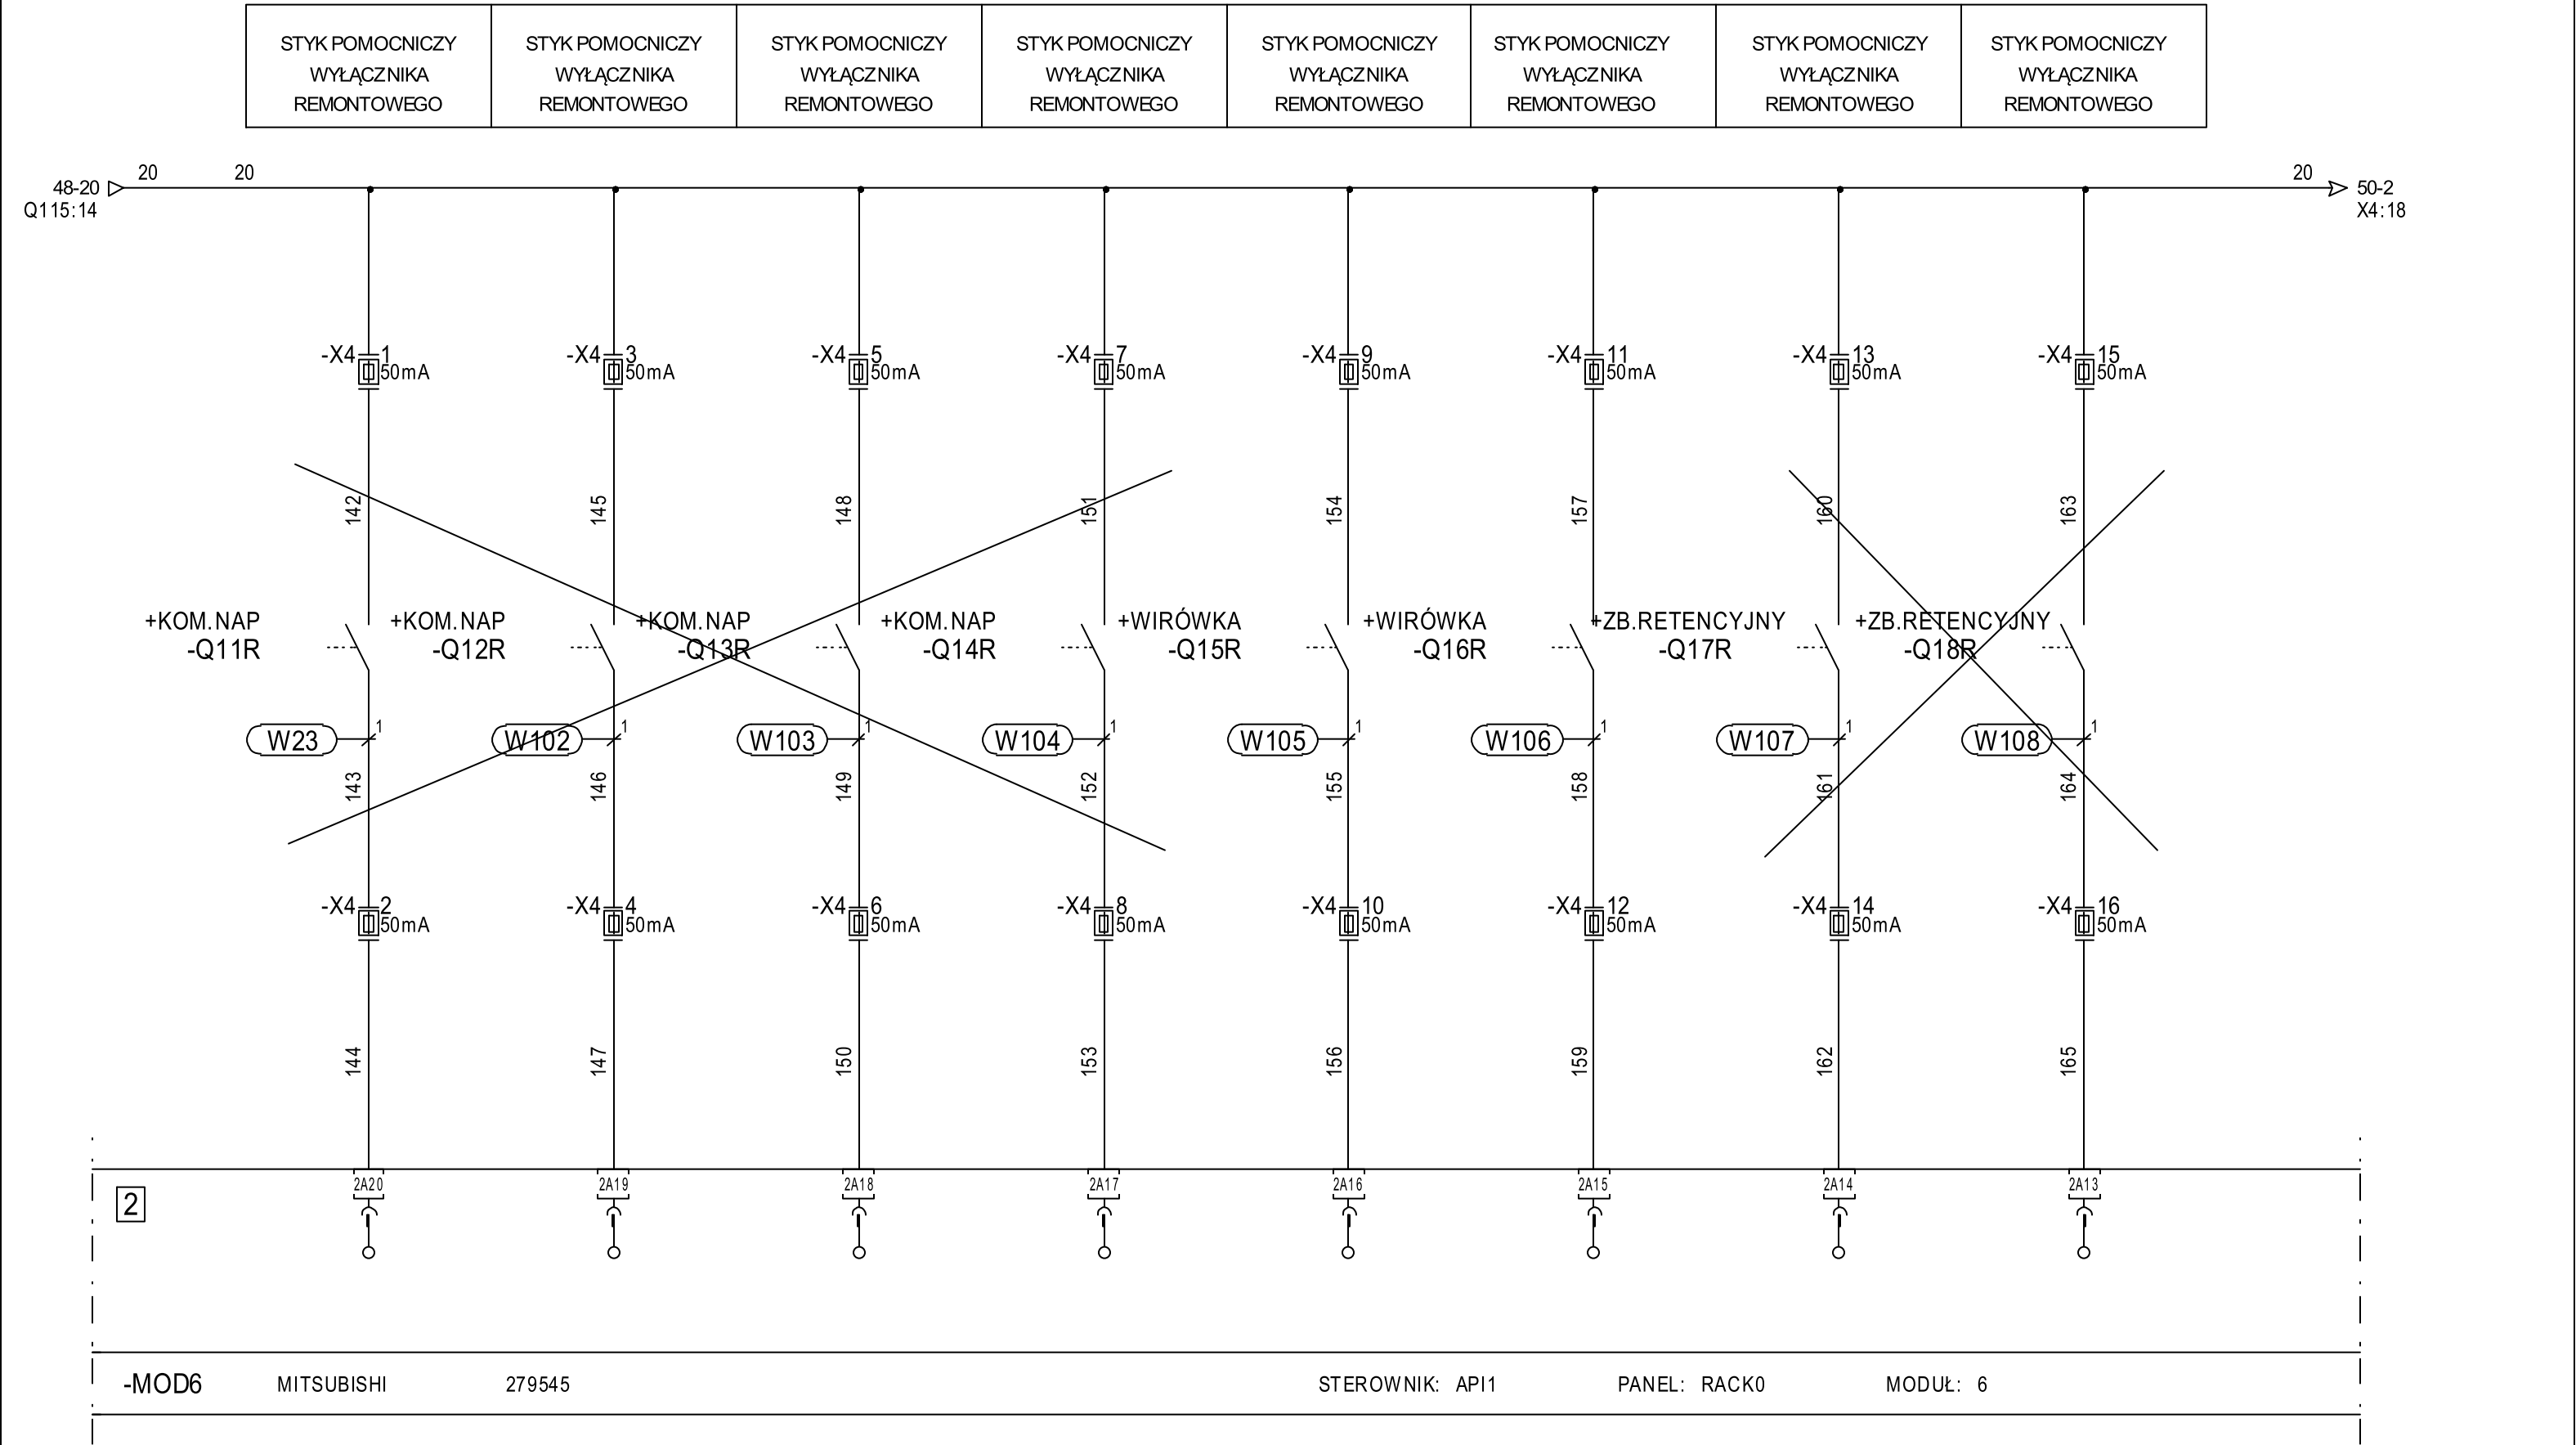 STYK POMOCNICZY WYŁĄCZNIKA REMONTOWEGO
STYK POMOCNICZY WYŁĄCZNIKA REMONTOWEGO
STYK POMOCNICZY WYŁĄCZNIKA REMONTOWEGO
STYK POMOCNICZY WYŁĄCZNIKA REMONTOWEGO
STYK POMOCNICZY WYŁĄCZNIKA REMONTOWEGO
STYK POMOCNICZY WYŁĄCZNIKA REMONTOWEGO
STYK POMOCNICZY WYŁĄCZNIKA REMONTOWEGO
STYK POMOCNICZY WYŁĄCZNIKA REMONTOWEGO
20 20 20
48-20 50-2
Q115:14 X4:18
-X4 1 -X4 3 -X4 5 -X4 7 -X4 9 -X4 11 -X4 13 -X4 15
50mA 50mA 50mA 50mA 50mA 50mA 50mA 50mA
142 145 148 151 154 157 160 163
+KOM.NAP +KOM.NAP +KOM.NAP +KOM.NAP +WIRÓWKA +WIRÓWKA +ZB.RETENCYJNY +ZB.RETENCYJNY
-Q11R -Q12R -Q13R -Q14R -Q15R -Q16R -Q17R -Q18R
1 1 1 1 1 1 1 1
W23 W102 W103 W104 W105 W106 W107 W108
143 146 149 152 155 158 161 164
-X4 2 -X4 4 -X4 6 -X4 8 -X4 10 -X4 12 -X4 14 -X4 16
50mA 50mA 50mA 50mA 50mA 50mA 50mA 50mA
144 147 150 153 156 159 162 165
2A20 2A19 2A18 2A17 2A16 2A15 2A14 2A13
2
-MOD6 MITSUBISHI 279545 STEROWNIK: API1 PANEL: RACK0 MODUŁ: 6